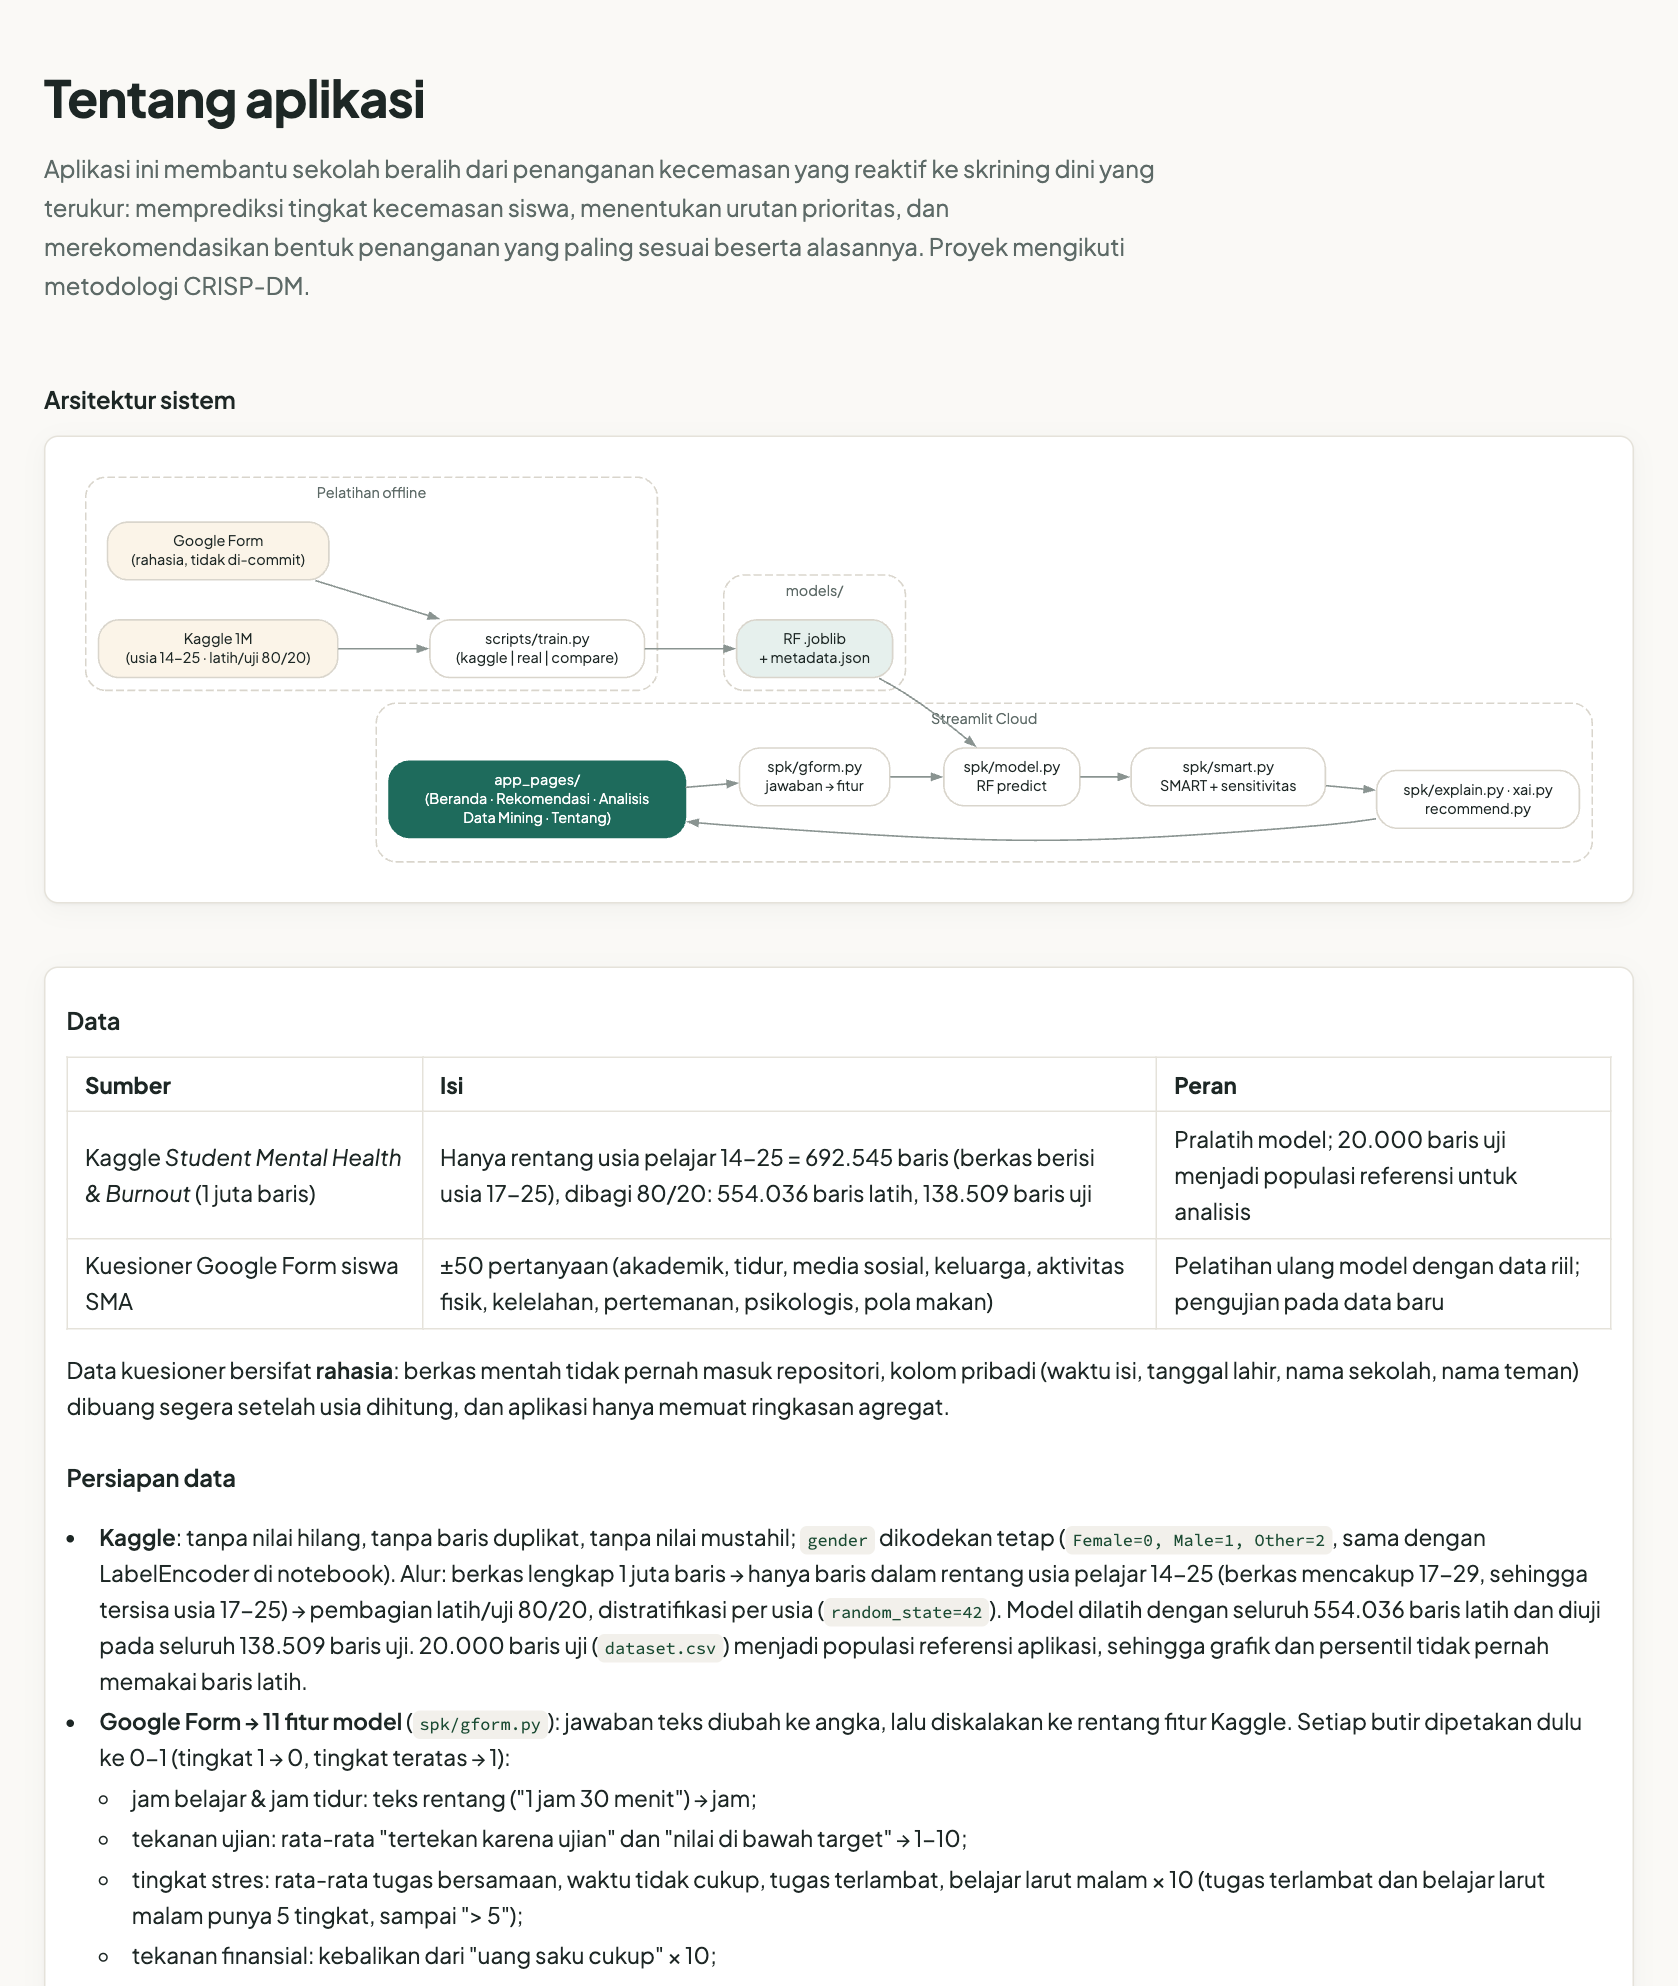 Tentang aplikasi
Aplikasi ini membantu sekolah beralih dari penanganan kecemasan yang reaktif ke skrining dini yang
terukur: memprediksi tingkat kecemasan siswa, menentukan urutan prioritas, dan
merekomendasikan bentuk penanganan yang paling sesuai beserta alasannya. Proyek mengikuti
metodologi CRISP-DM.
Arsitektur sistem
Pelatihan offline
Google Form
(rahasia, tidak di-commit)
Kaggle 1M
(usia 14–25 · latih/uji 80/20)
scripts/train.py
(kaggle | real | compare)
models/
RF .joblib
+ metadata.json
Streamlit Cloud
app_pages/
(Beranda · Rekomendasi · Analisis
Data Mining · Tentang)
spk/gform.py
jawaban → fitur
spk/model.py
RF predict
spk/smart.py
SMART + sensitivitas
spk/explain.py · xai.py
recommend.py
Data
Sumber
Isi
Peran
Kaggle Student Mental Health
& Burnout (1 juta baris)
Hanya rentang usia pelajar 14–25 = 692.545 baris (berkas berisi
usia 17–25), dibagi 80/20: 554.036 baris latih, 138.509 baris uji
Pralatih model; 20.000 baris uji
menjadi populasi referensi untuk
analisis
Kuesioner Google Form siswa
SMA
±50 pertanyaan (akademik, tidur, media sosial, keluarga, aktivitas
fisik, kelelahan, pertemanan, psikologis, pola makan)
Pelatihan ulang model dengan data riil;
pengujian pada data baru
Data kuesioner bersifat rahasia: berkas mentah tidak pernah masuk repositori, kolom pribadi (waktu isi, tanggal lahir, nama sekolah, nama teman)
dibuang segera setelah usia dihitung, dan aplikasi hanya memuat ringkasan agregat.
Persiapan data
• Kaggle: tanpa nilai hilang, tanpa baris duplikat, tanpa nilai mustahil; gender dikodekan tetap (Female=0, Male=1, Other=2, sama dengan
LabelEncoder di notebook). Alur: berkas lengkap 1 juta baris → hanya baris dalam rentang usia pelajar 14–25 (berkas mencakup 17–29, sehingga
tersisa usia 17–25) → pembagian latih/uji 80/20, distratifikasi per usia (random_state=42). Model dilatih dengan seluruh 554.036 baris latih dan diuji
pada seluruh 138.509 baris uji. 20.000 baris uji (dataset.csv) menjadi populasi referensi aplikasi, sehingga grafik dan persentil tidak pernah
memakai baris latih.
• Google Form → 11 fitur model (spk/gform.py): jawaban teks diubah ke angka, lalu diskalakan ke rentang fitur Kaggle. Setiap butir dipetakan dulu
ke 0–1 (tingkat 1 → 0, tingkat teratas → 1):
◦ jam belajar & jam tidur: teks rentang ("1 jam 30 menit") → jam;
◦ tekanan ujian: rata-rata "tertekan karena ujian" dan "nilai di bawah target" → 1–10;
◦ tingkat stres: rata-rata tugas bersamaan, waktu tidak cukup, tugas terlambat, belajar larut malam × 10 (tugas terlambat dan belajar larut
malam punya 5 tingkat, sampai "> 5");
◦ tekanan finansial: kebalikan dari "uang saku cukup" × 10;